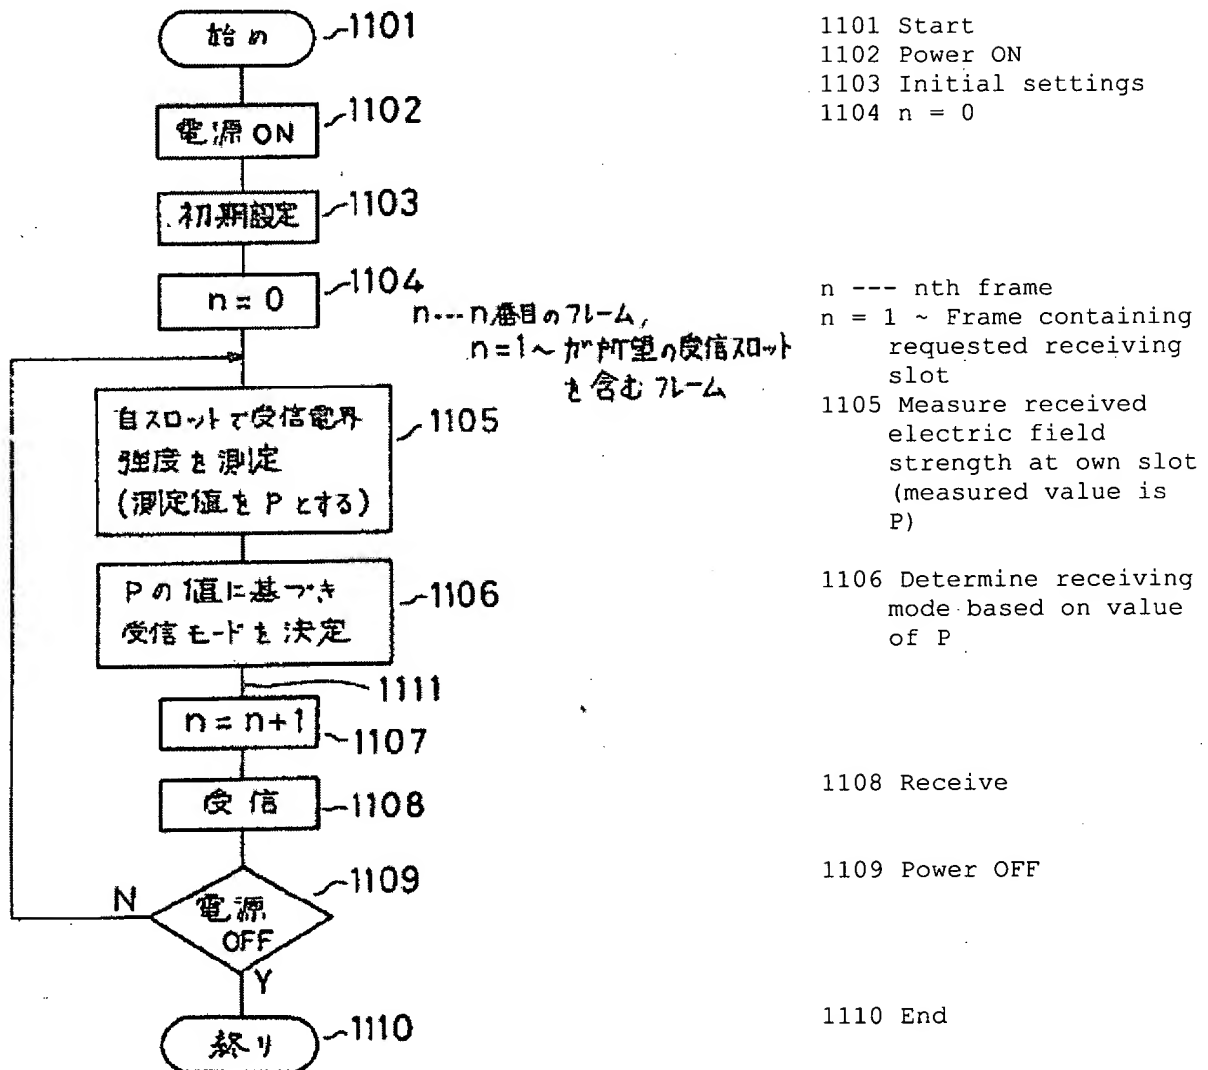 始め
1101
電源 ON
1102
初期設定
1103
n = 0
1104
n---n番目のフレーム,
n=1~が所望の受信スロット
を含むフレーム
自スロットで受信電界
強度を測定
(測定値を P とする)
1105
P の値に基づき
受信モードを決定
1106
1111
n = n+1
1107
受信
1108
電源
OFF
1109
N
Y
終り
1110
1101 Start
1102 Power ON
1103 Initial settings
1104 n = 0
n --- nth frame
n = 1 ~ Frame containing
requested receiving
slot
1105 Measure received
electric field
strength at own slot
(measured value is
P)
1106 Determine receiving
mode based on value
of P
1108 Receive
1109 Power OFF
1110 End